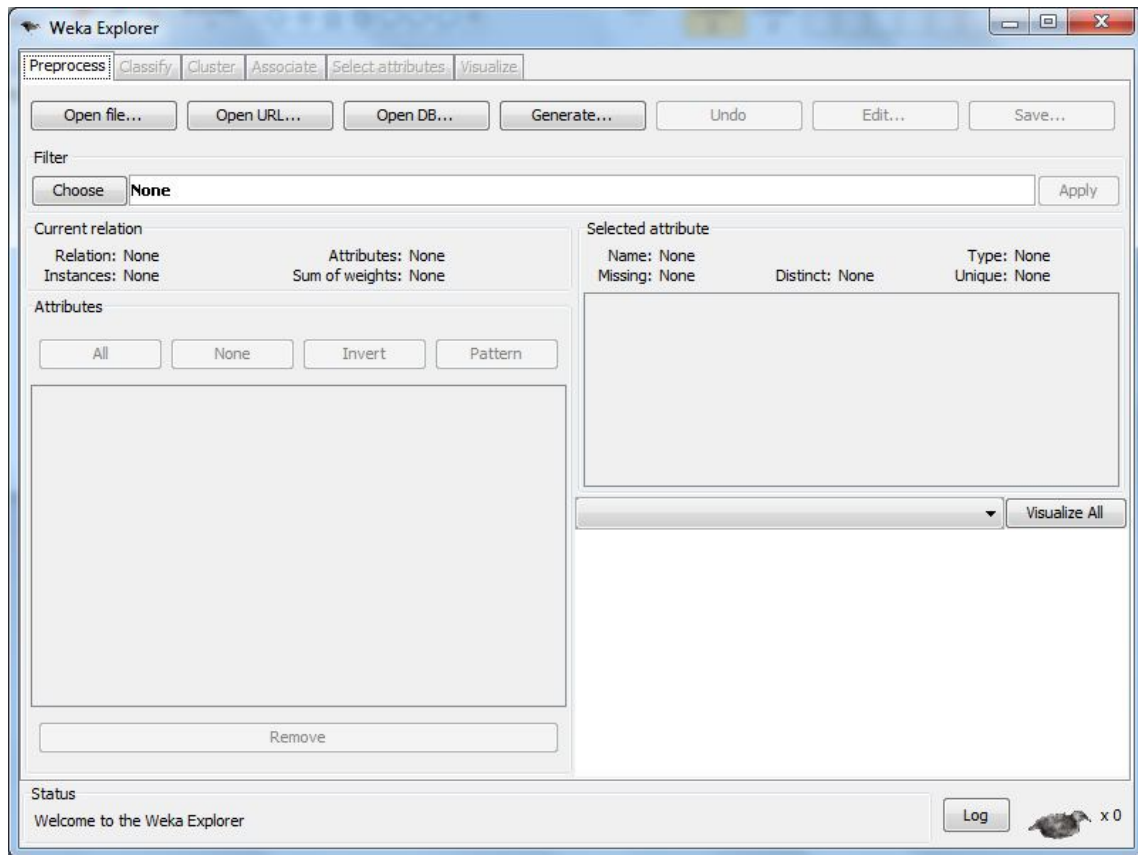 Weka Explorer
Preprocess Classify Cluster Associate Select attributes Visualize
Open file... Open URL... Open DB... Generate... Undo Edit... Save...
Filter
Choose None Apply
Current relation
Relation: None Attributes: None
Instances: None Sum of weights: None
Selected attribute
Name: None Type: None
Missing: None Distinct: None Unique: None
Attributes
All None Invert Pattern
Visualize All
Remove
Status
Welcome to the Weka Explorer
Log x 0